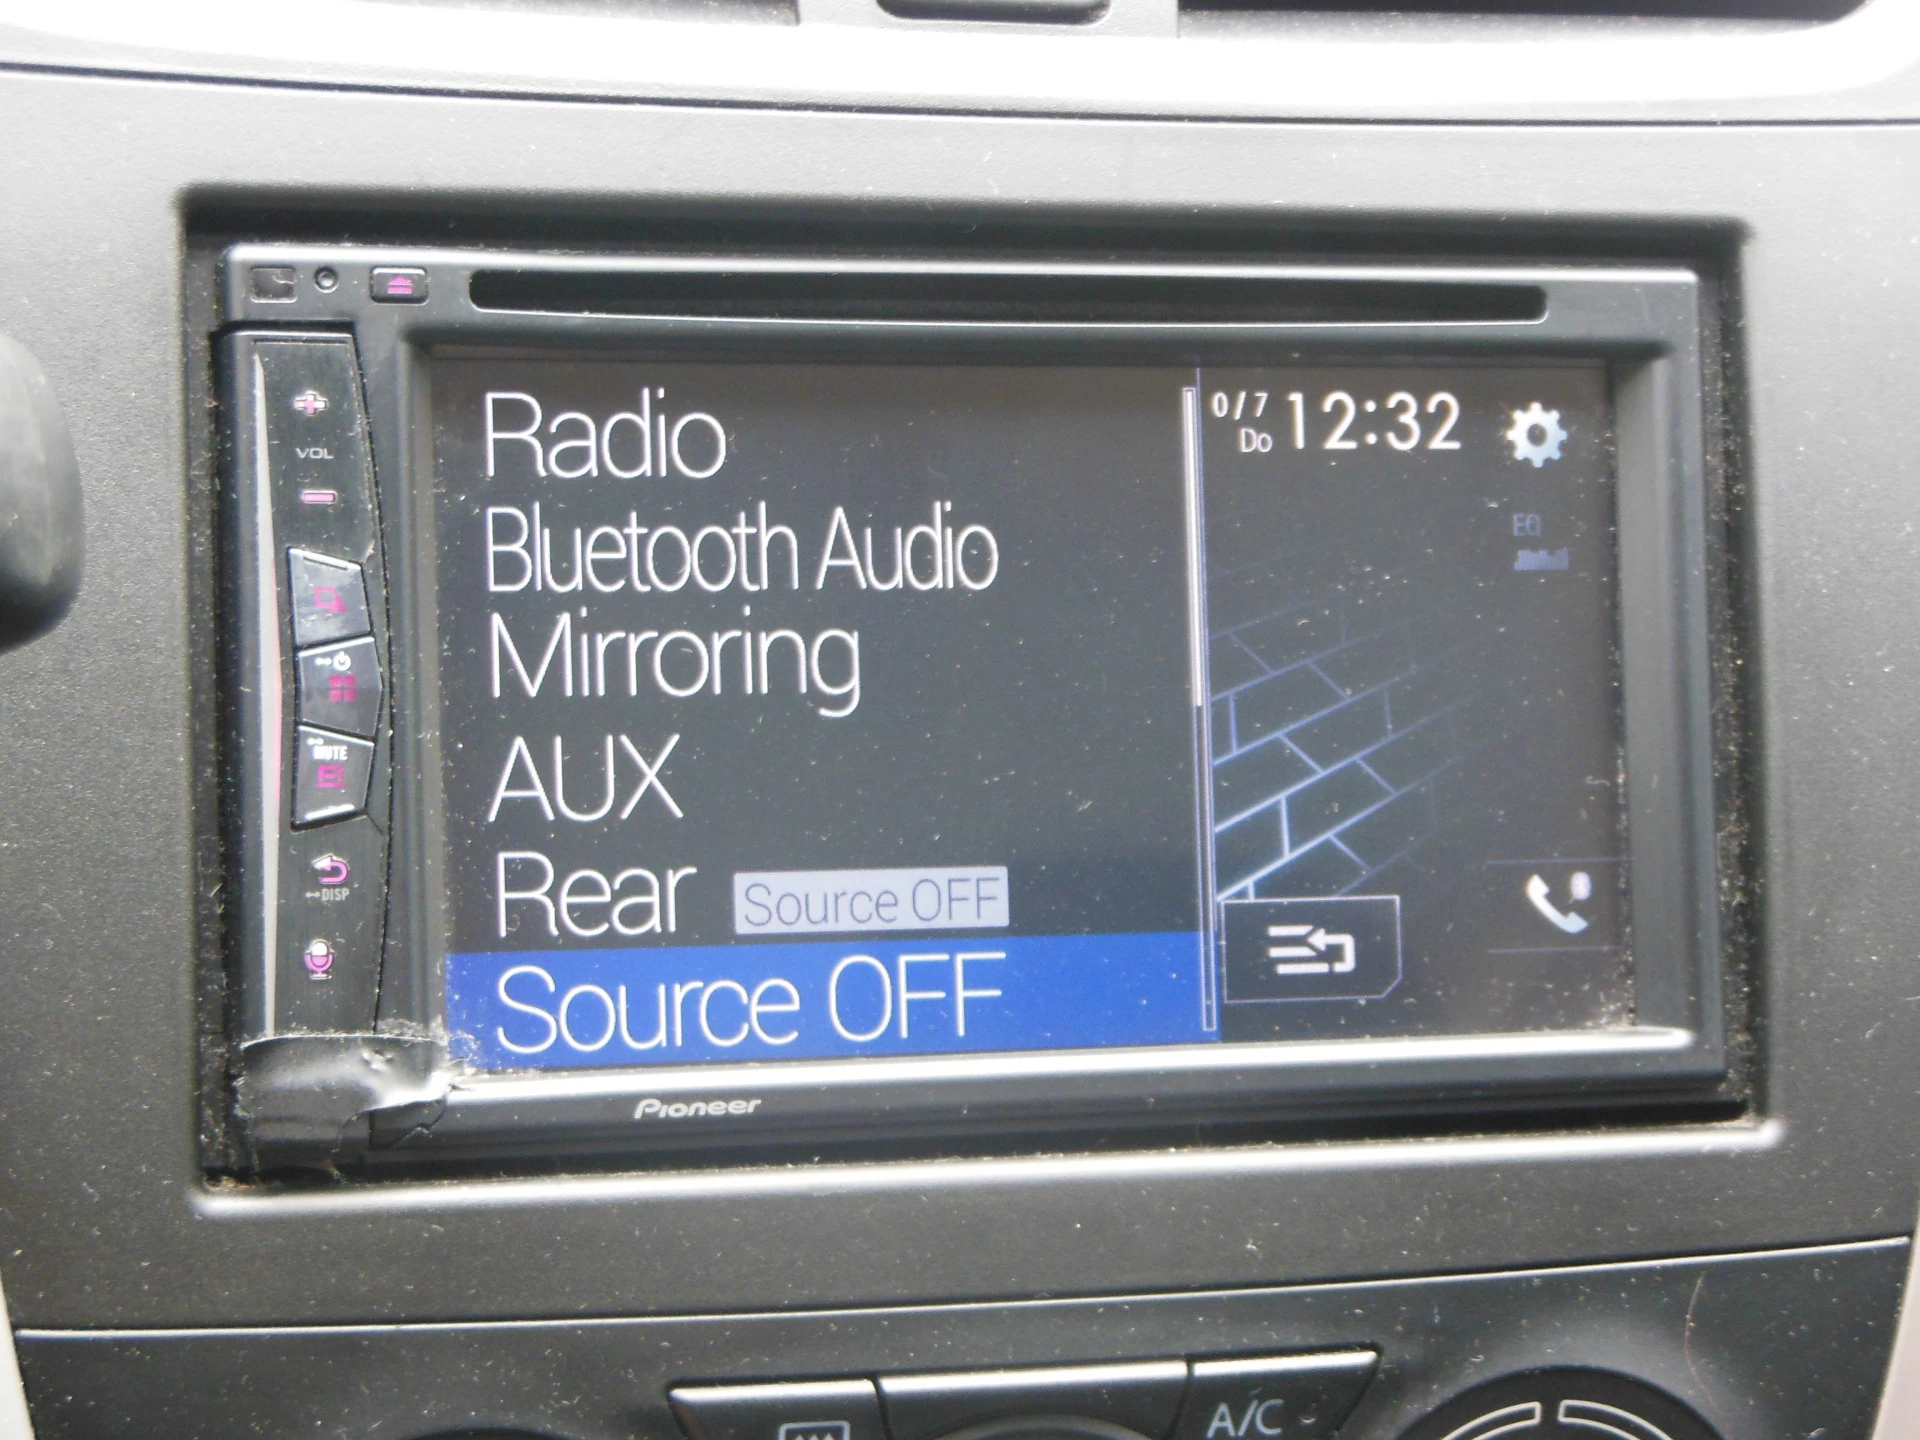 VOL
MUTE
DISP
Radio
Bluetooth Audio
Mirroring
AUX
Rear Source OFF
Source OFF
0/7
Do
12:32
EQ
Pioneer
A/C